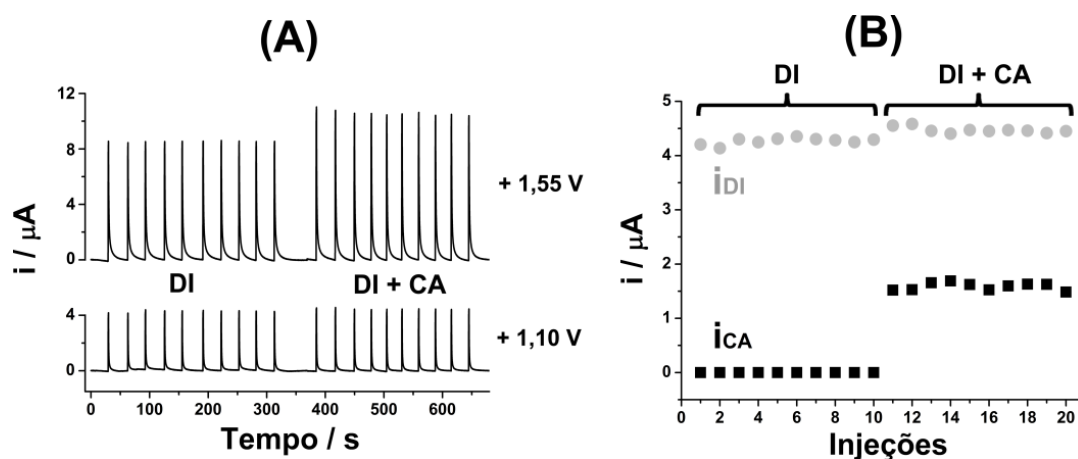 (A)
12
8
4
0
4
0
i / μA
DI
DI + CA
+ 1,55 V
+ 1,10 V
0 100 200 300 400 500 600
Tempo / s
(B)
DI
DI + CA
5
4
3
2
1
0
i / μA
iDI
iCA
0 2 4 6 8 10 12 14 16 18 20
Injeções